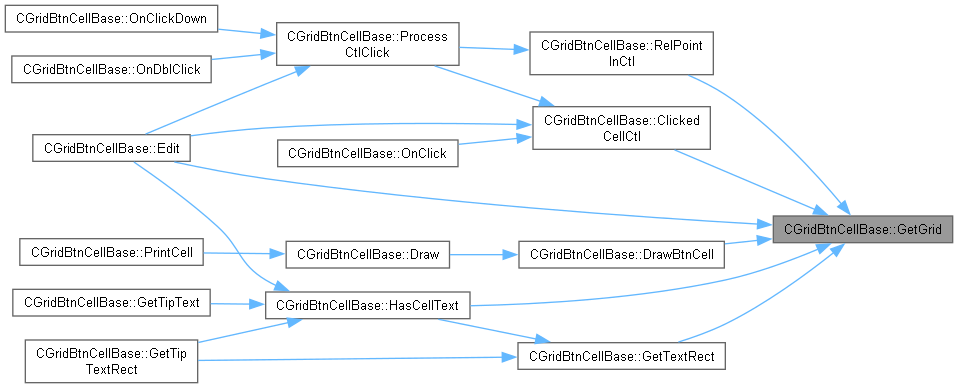 CGridBtnCellBase::OnClickDown
CGridBtnCellBase::Process
CtlClick
CGridBtnCellBase::RelPoint
InCtl
CGridBtnCellBase::OnDblClick
CGridBtnCellBase::Clicked
CellCtl
CGridBtnCellBase::Edit
CGridBtnCellBase::OnClick
CGridBtnCellBase::GetGrid
CGridBtnCellBase::PrintCell
CGridBtnCellBase::Draw
CGridBtnCellBase::DrawBtnCell
CGridBtnCellBase::GetTipText
CGridBtnCellBase::HasCellText
CGridBtnCellBase::GetTip
TextRect
CGridBtnCellBase::GetTextRect